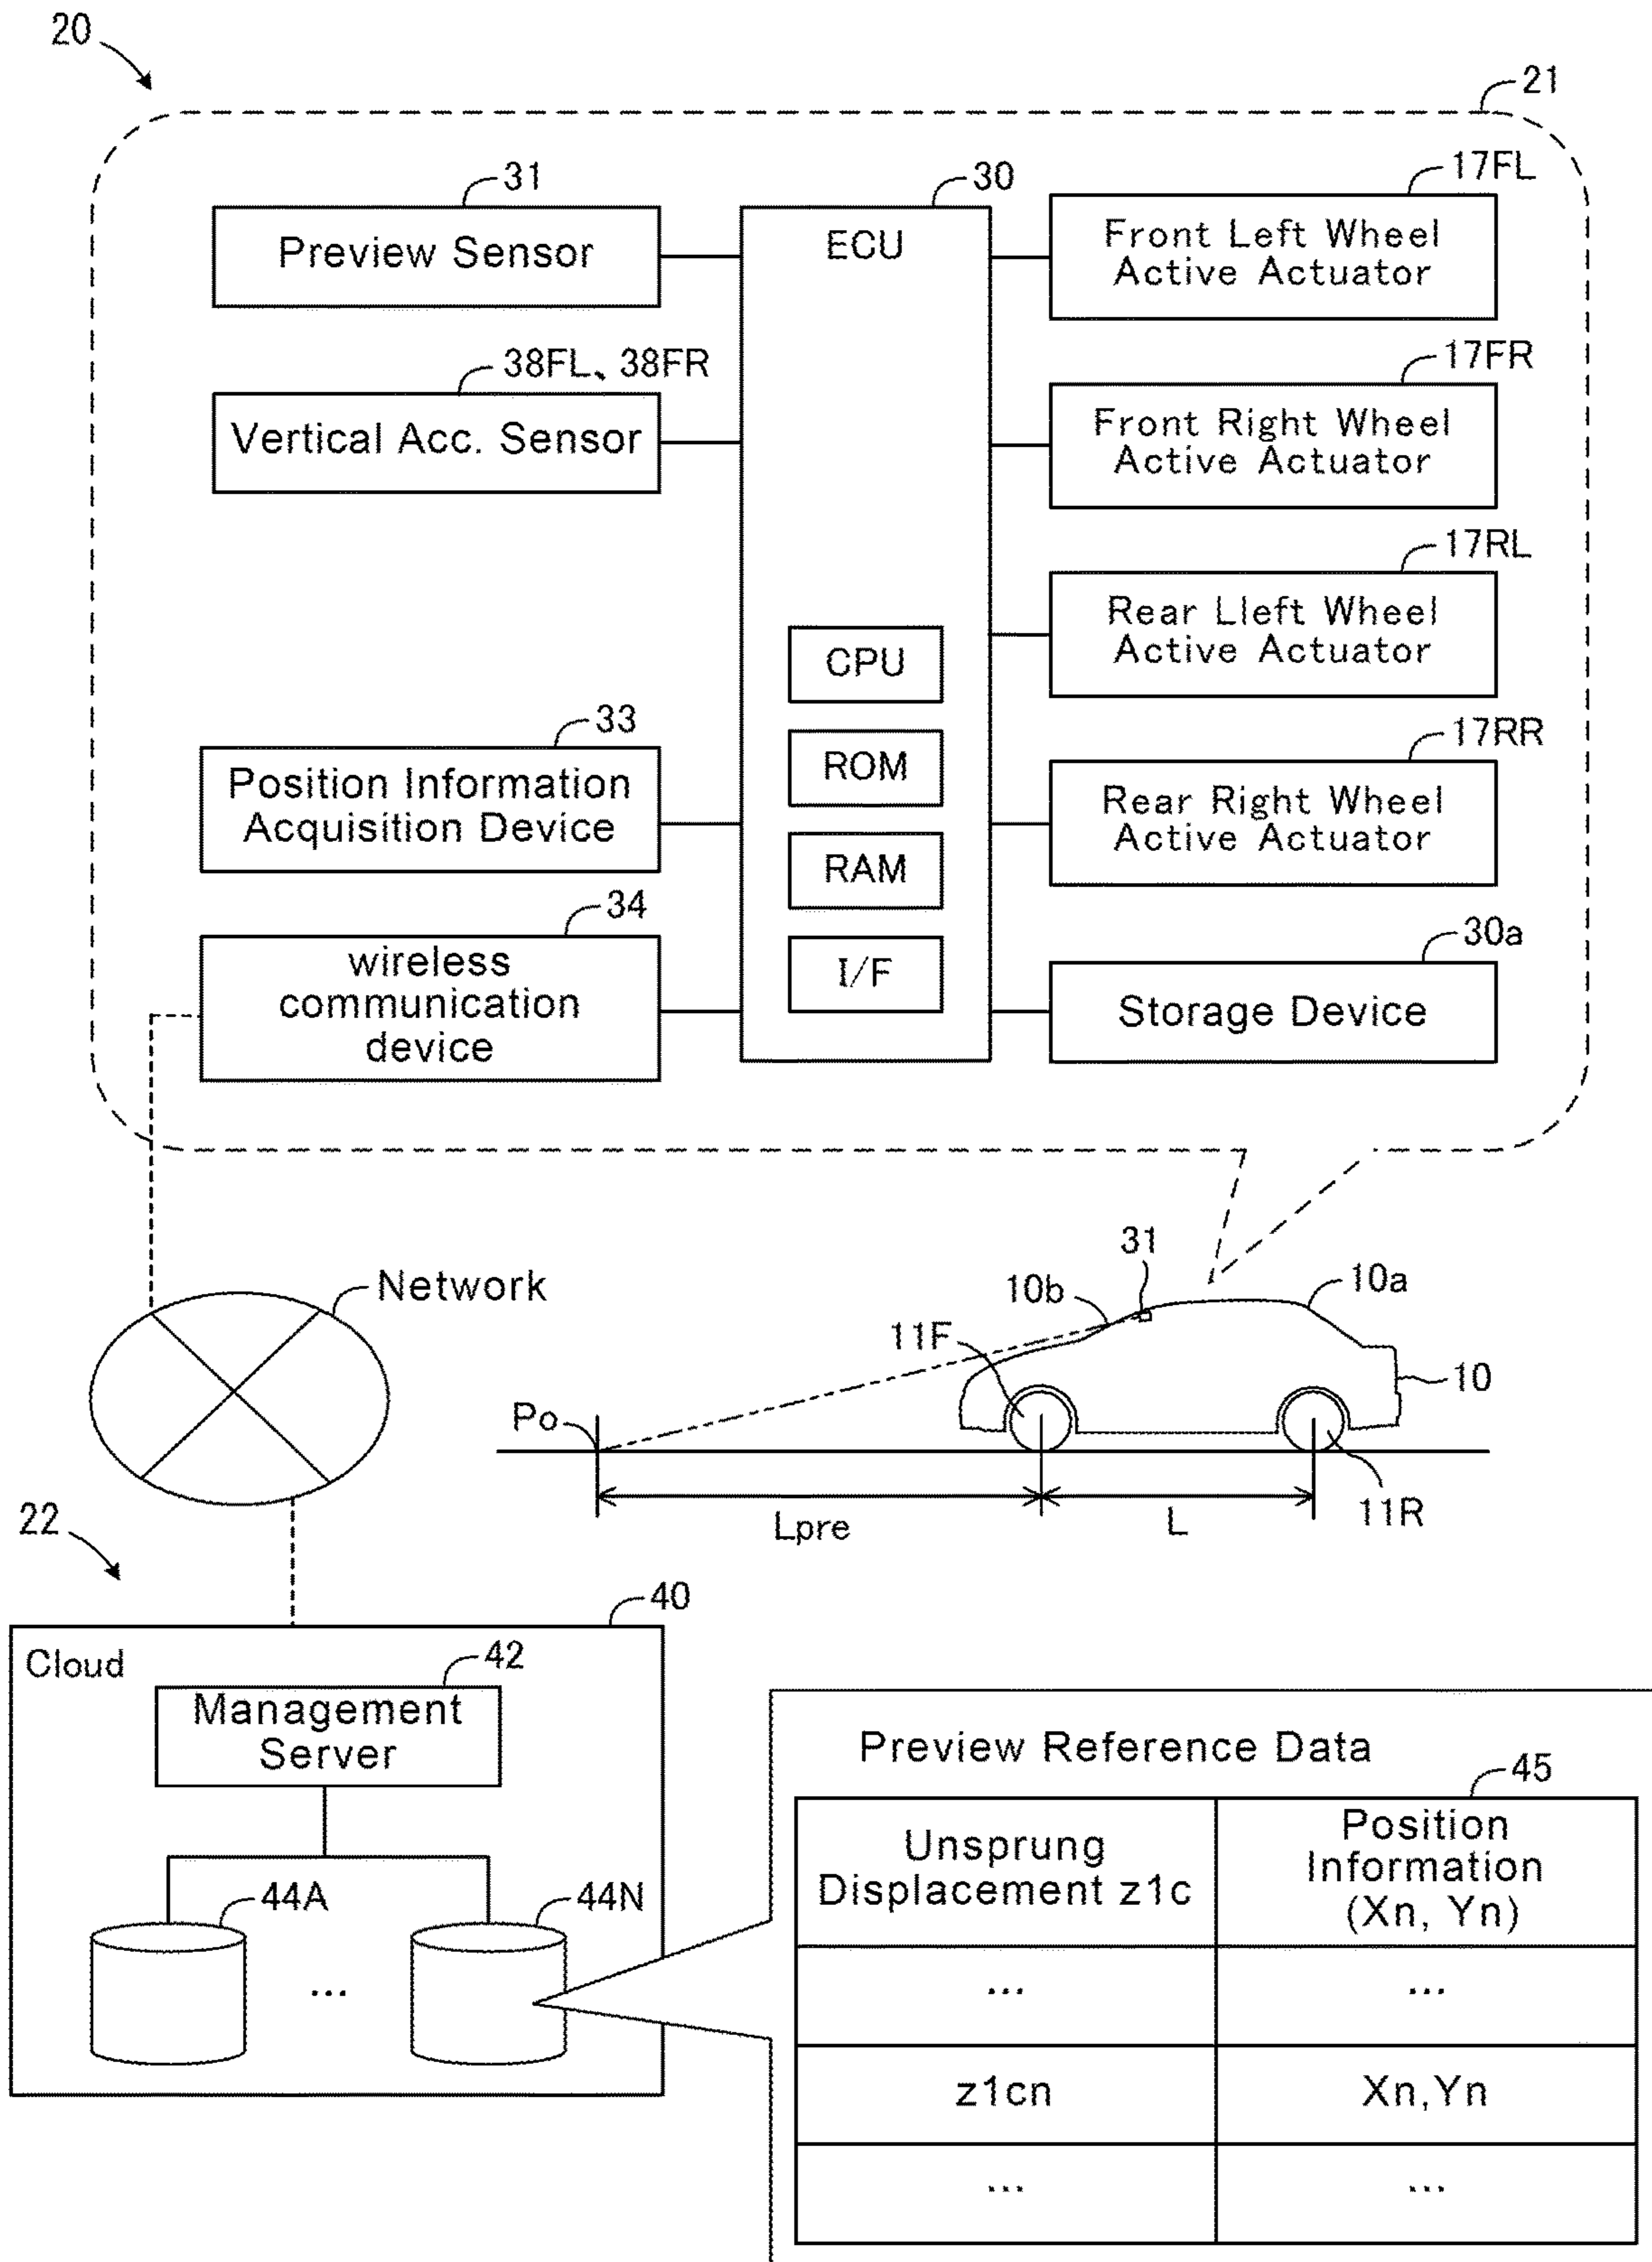 20
21
31
Preview Sensor
38FL、38FR
Vertical Acc. Sensor
33
Position Information
Acquisition Device
34
wireless
communication
device
30
ECU
CPU
ROM
RAM
I/F
17FL
Front Left Wheel
Active Actuator
17FR
Front Right Wheel
Active Actuator
17RL
Rear Lleft Wheel
Active Actuator
17RR
Rear Right Wheel
Active Actuator
30a
Storage Device
Network
31
10b
10a
11F
10
Po
11R
Lpre
L
22
40
Cloud
42
Management
Server
44A
44N
...
Preview Reference Data
45
Unsprung
Displacement z1c
Position
Information
(Xn, Yn)
...
...
z1cn
Xn,Yn
...
...